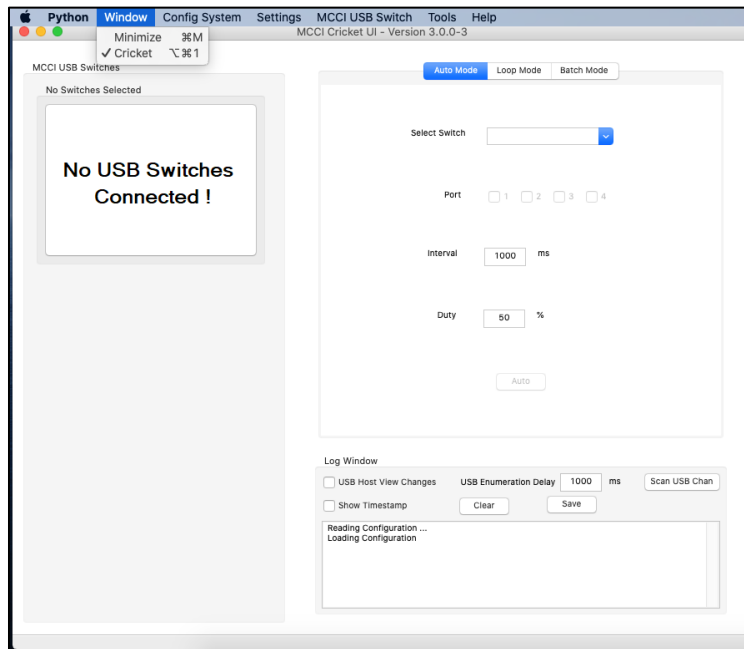 Python Window Config System Settings MCCI USB Switch Tools Help
MCCI Cricket UI - Version 3.0.0-3
Minimize ⌘M
✓ Cricket ⌥⌘1
MCCI USB Switches
No Switches Selected
No USB Switches
Connected !
Auto Mode Loop Mode Batch Mode
Select Switch
Port 1 2 3 4
Interval 1000 ms
Duty 50 %
Auto
Log Window
USB Host View Changes USB Enumeration Delay 1000 ms Scan USB Chan
Show Timestamp Clear Save
Reading Configuration ...
Loading Configuration